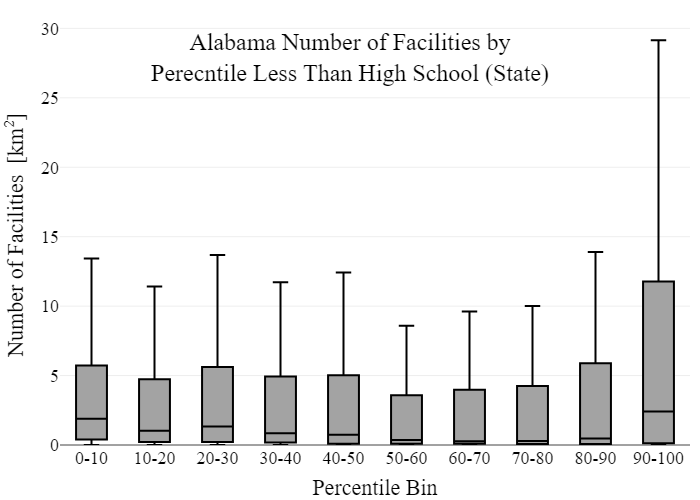 Alabama Number of Facilities by
Perecntile Less Than High School (State)
Number of Facilities [km²]
30
25
20
15
10
5
0
0-10 10-20 20-30 30-40 40-50 50-60 60-70 70-80 80-90 90-100
Percentile Bin